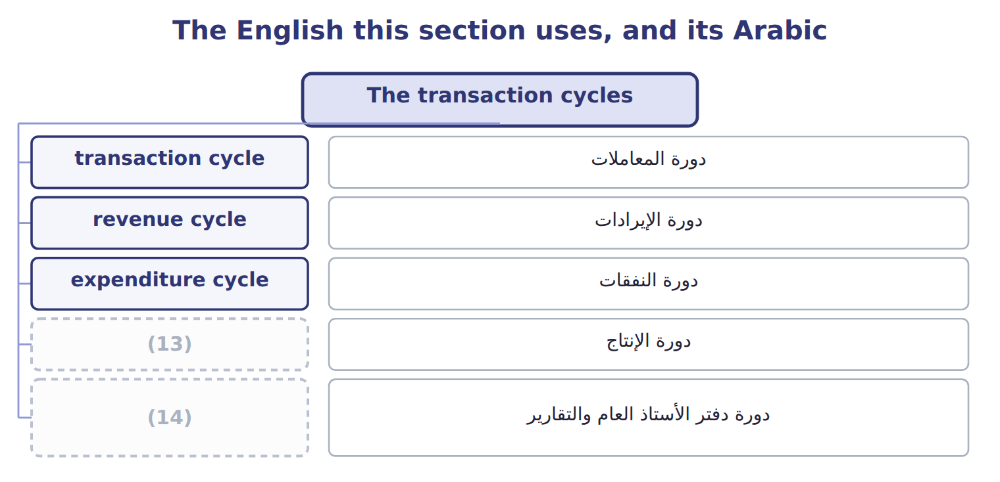 The English this section uses, and its Arabic
The transaction cycles
transaction cycle
دورة المعاملات
revenue cycle
دورة الإيرادات
expenditure cycle
دورة النفقات
(13)
دورة الإنتاج
(14)
دورة دفتر الأستاذ العام والتقارير